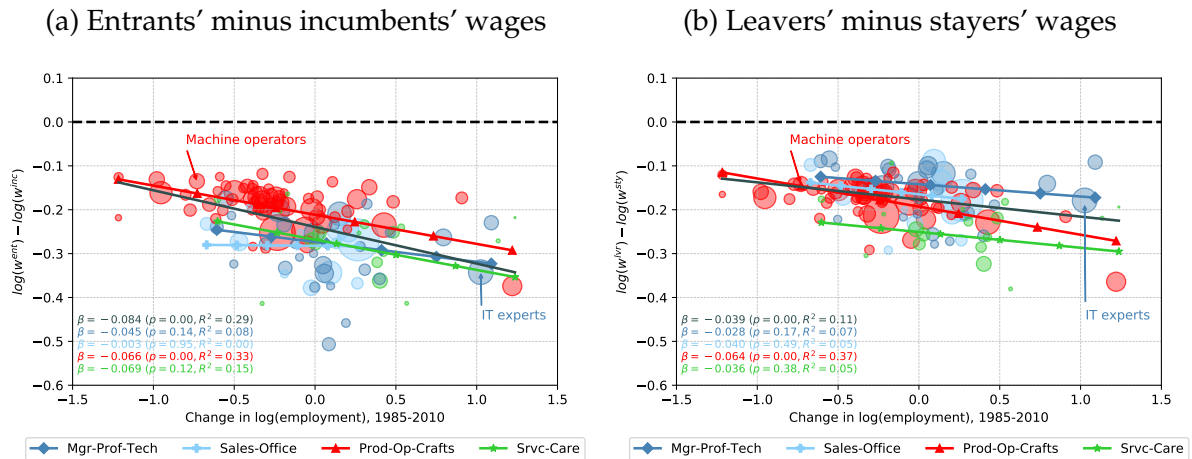 (a) Entrants’ minus incumbents’ wages
0.1
0.0
−0.1
−0.2
−0.3
−0.4
−0.5
−0.6
log(w^ent) − log(w^inc)
Machine operators
IT experts
β = −0.084 (p = 0.00, R² = 0.29)
β = −0.045 (p = 0.14, R² = 0.08)
β = −0.003 (p = 0.95, R² = 0.00)
β = −0.066 (p = 0.00, R² = 0.33)
β = −0.069 (p = 0.12, R² = 0.15)
−1.5 −1.0 −0.5 0.0 0.5 1.0 1.5
Change in log(employment), 1985-2010
Mgr-Prof-Tech Sales-Office Prod-Op-Crafts Srvc-Care
(b) Leavers’ minus stayers’ wages
0.1
0.0
−0.1
−0.2
−0.3
−0.4
−0.5
−0.6
log(w^lvr) − log(w^sty)
Machine operators
IT experts
β = −0.039 (p = 0.00, R² = 0.11)
β = −0.028 (p = 0.17, R² = 0.07)
β = −0.040 (p = 0.49, R² = 0.05)
β = −0.064 (p = 0.00, R² = 0.37)
β = −0.036 (p = 0.38, R² = 0.05)
−1.5 −1.0 −0.5 0.0 0.5 1.0 1.5
Change in log(employment), 1985-2010
Mgr-Prof-Tech Sales-Office Prod-Op-Crafts Srvc-Care